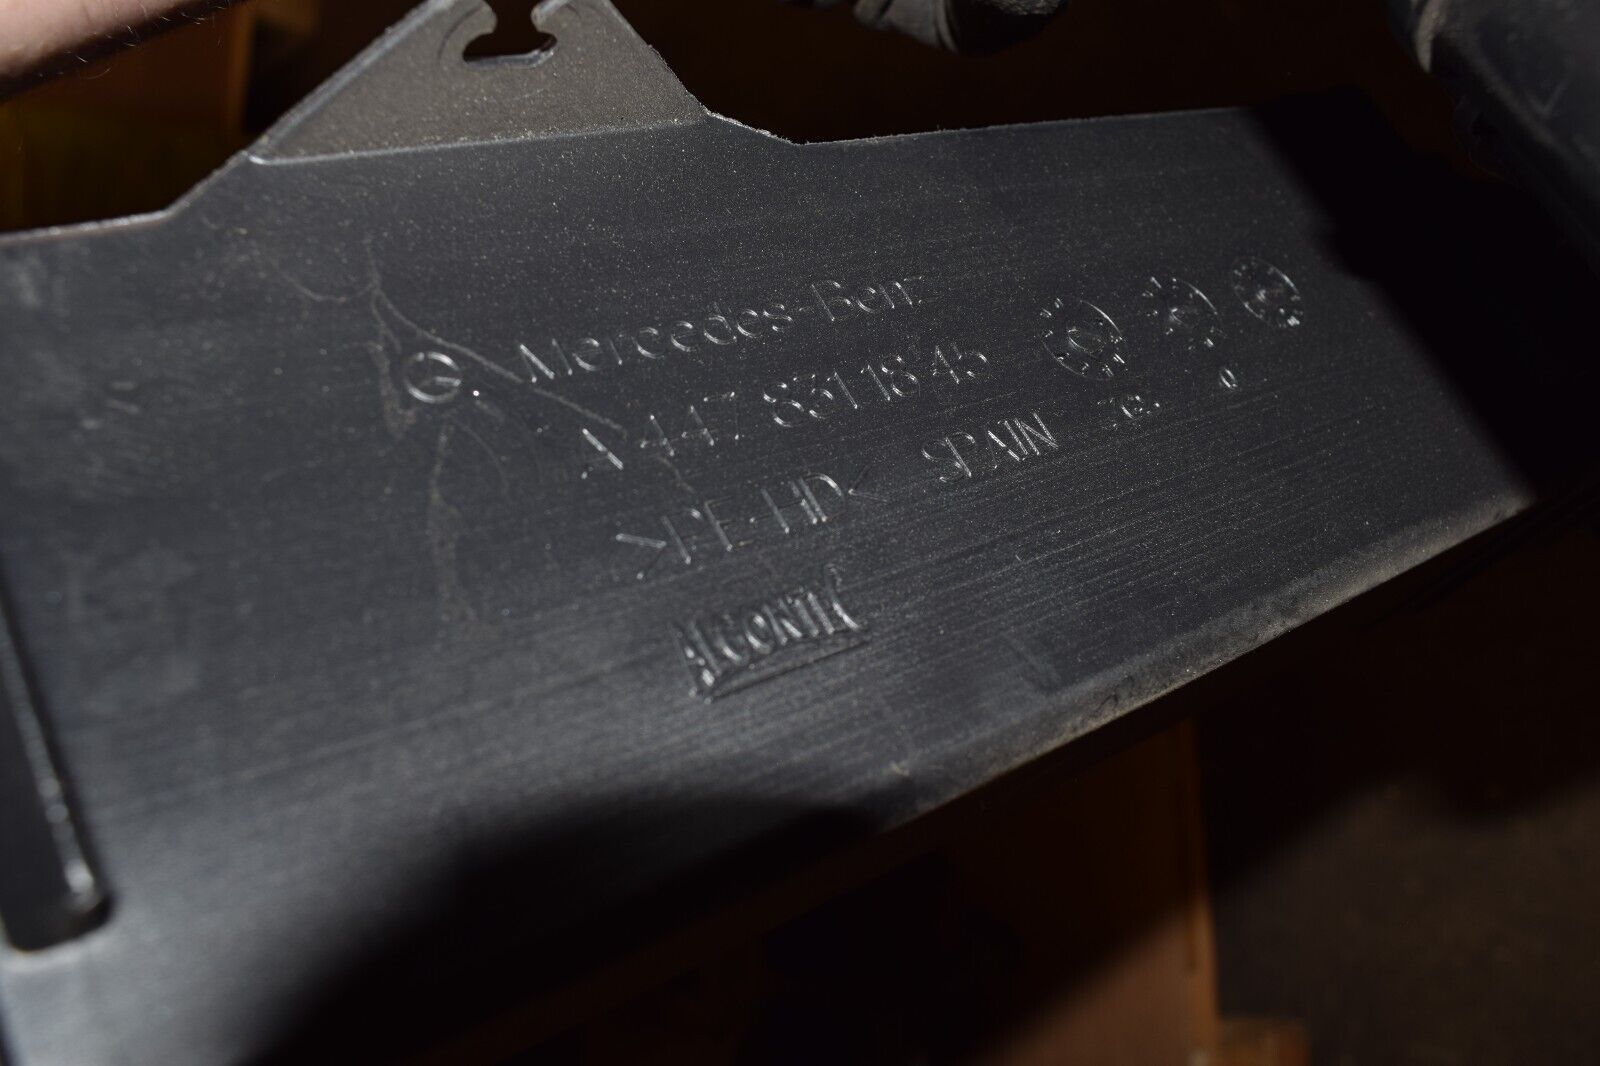 Mercedes-Benz
A 447 831 18 45
>PE-HD< SPAIN